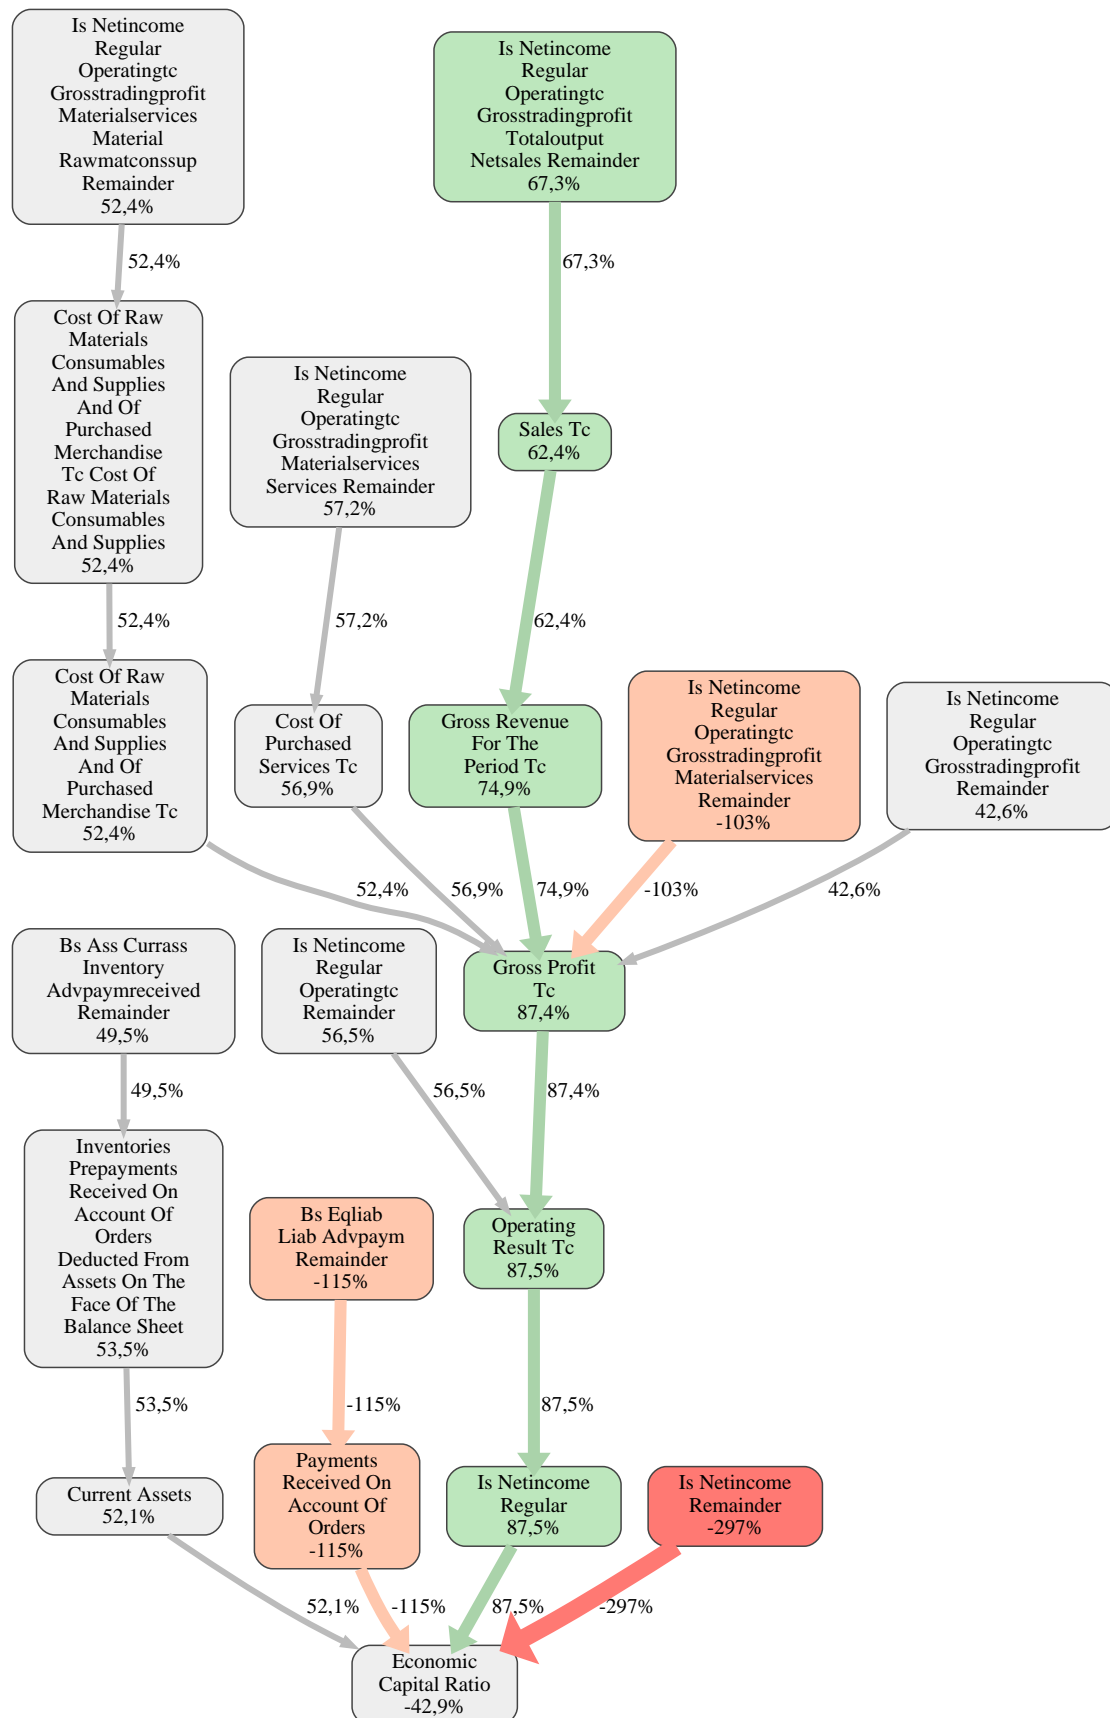 Is Netincome
Regular
Operatingtc
Grosstradingprofit
Materialservices
Material
Rawmatconssup
Remainder
52,4%
Is Netincome
Regular
Operatingtc
Grosstradingprofit
Totaloutput
Netsales Remainder
67,3%
52,4%
67,3%
Cost Of Raw
Materials
Consumables
And Supplies
And Of
Purchased
Merchandise
Tc Cost Of
Raw Materials
Consumables
And Supplies
52,4%
Is Netincome
Regular
Operatingtc
Grosstradingprofit
Materialservices
Services Remainder
57,2%
Sales Tc
62,4%
52,4%
57,2%
62,4%
Cost Of Raw
Materials
Consumables
And Supplies
And Of
Purchased
Merchandise Tc
52,4%
Cost Of
Purchased
Services Tc
56,9%
Gross Revenue
For The
Period Tc
74,9%
Is Netincome
Regular
Operatingtc
Grosstradingprofit
Materialservices
Remainder
-103%
Is Netincome
Regular
Operatingtc
Grosstradingprofit
Remainder
42,6%
52,4%
56,9%
74,9%
-103%
42,6%
Bs Ass Currass
Inventory
Advpaymreceived
Remainder
49,5%
Is Netincome
Regular
Operatingtc
Remainder
56,5%
Gross Profit
Tc
87,4%
49,5%
56,5%
87,4%
Inventories
Prepayments
Received On
Account Of
Orders
Deducted From
Assets On The
Face Of The
Balance Sheet
53,5%
Bs Eqliab
Liab Advpaym
Remainder
-115%
Operating
Result Tc
87,5%
53,5%
-115%
87,5%
Current Assets
52,1%
Payments
Received On
Account Of
Orders
-115%
Is Netincome
Regular
87,5%
Is Netincome
Remainder
-297%
52,1%
-115%
87,5%
-297%
Economic
Capital Ratio
-42,9%